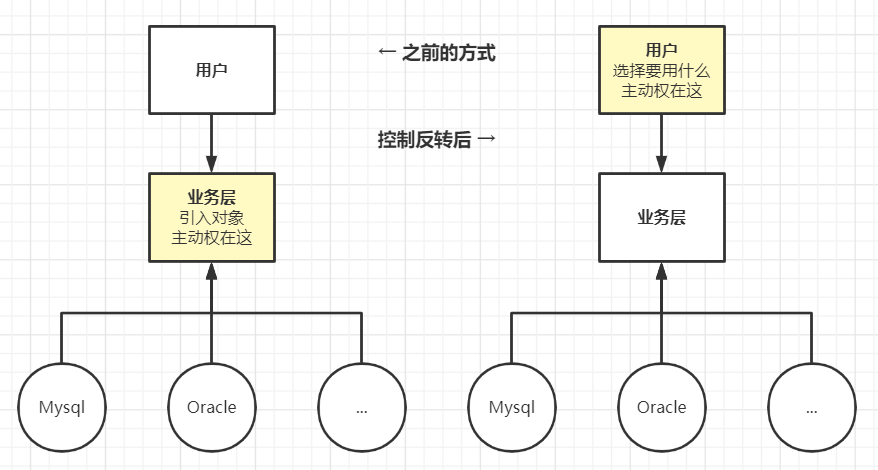 用户
← 之前的方式
用户
选择要用什么
主动权在这
控制反转后 →
业务层
引入对象
主动权在这
业务层
Mysql
Oracle
...
Mysql
Oracle
...